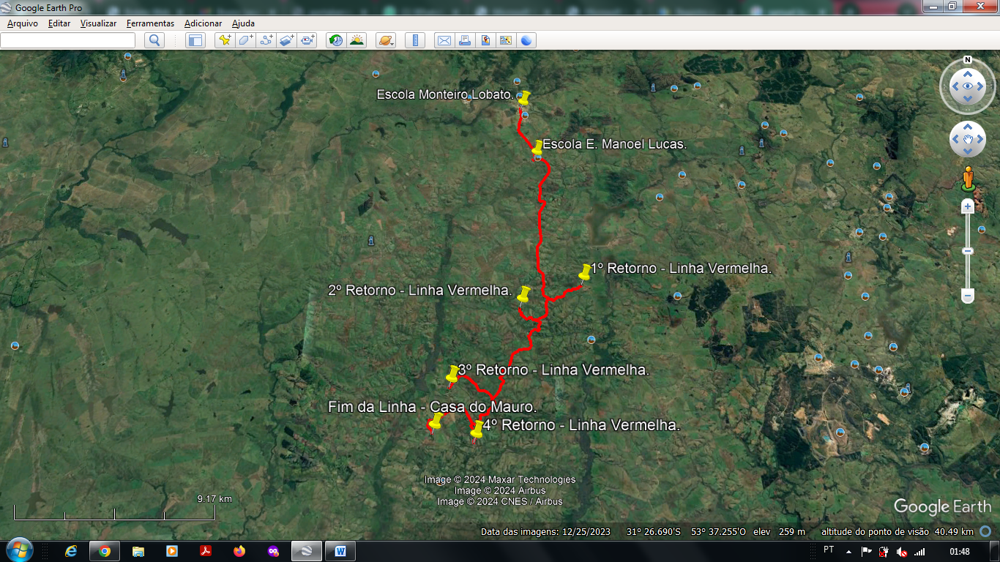 Google Earth Pro
Arquivo Editar Visualizar Ferramentas Adicionar Ajuda
N
Escola Monteiro Lobato.
Escola E. Manoel Lucas.
1º Retorno - Linha Vermelha.
2º Retorno - Linha Vermelha.
3º Retorno - Linha Vermelha.
Fim da Linha - Casa do Mauro.
4º Retorno - Linha Vermelha.
Image © 2024 Maxar Technologies
Image © 2024 Airbus
Image © 2024 CNES / Airbus
9.17 km
Google Earth
Data das imagens: 12/25/2023 31° 26.690'S 53° 37.255'O elev 259 m altitude do ponto de visão 40.49 km
PT 01:48